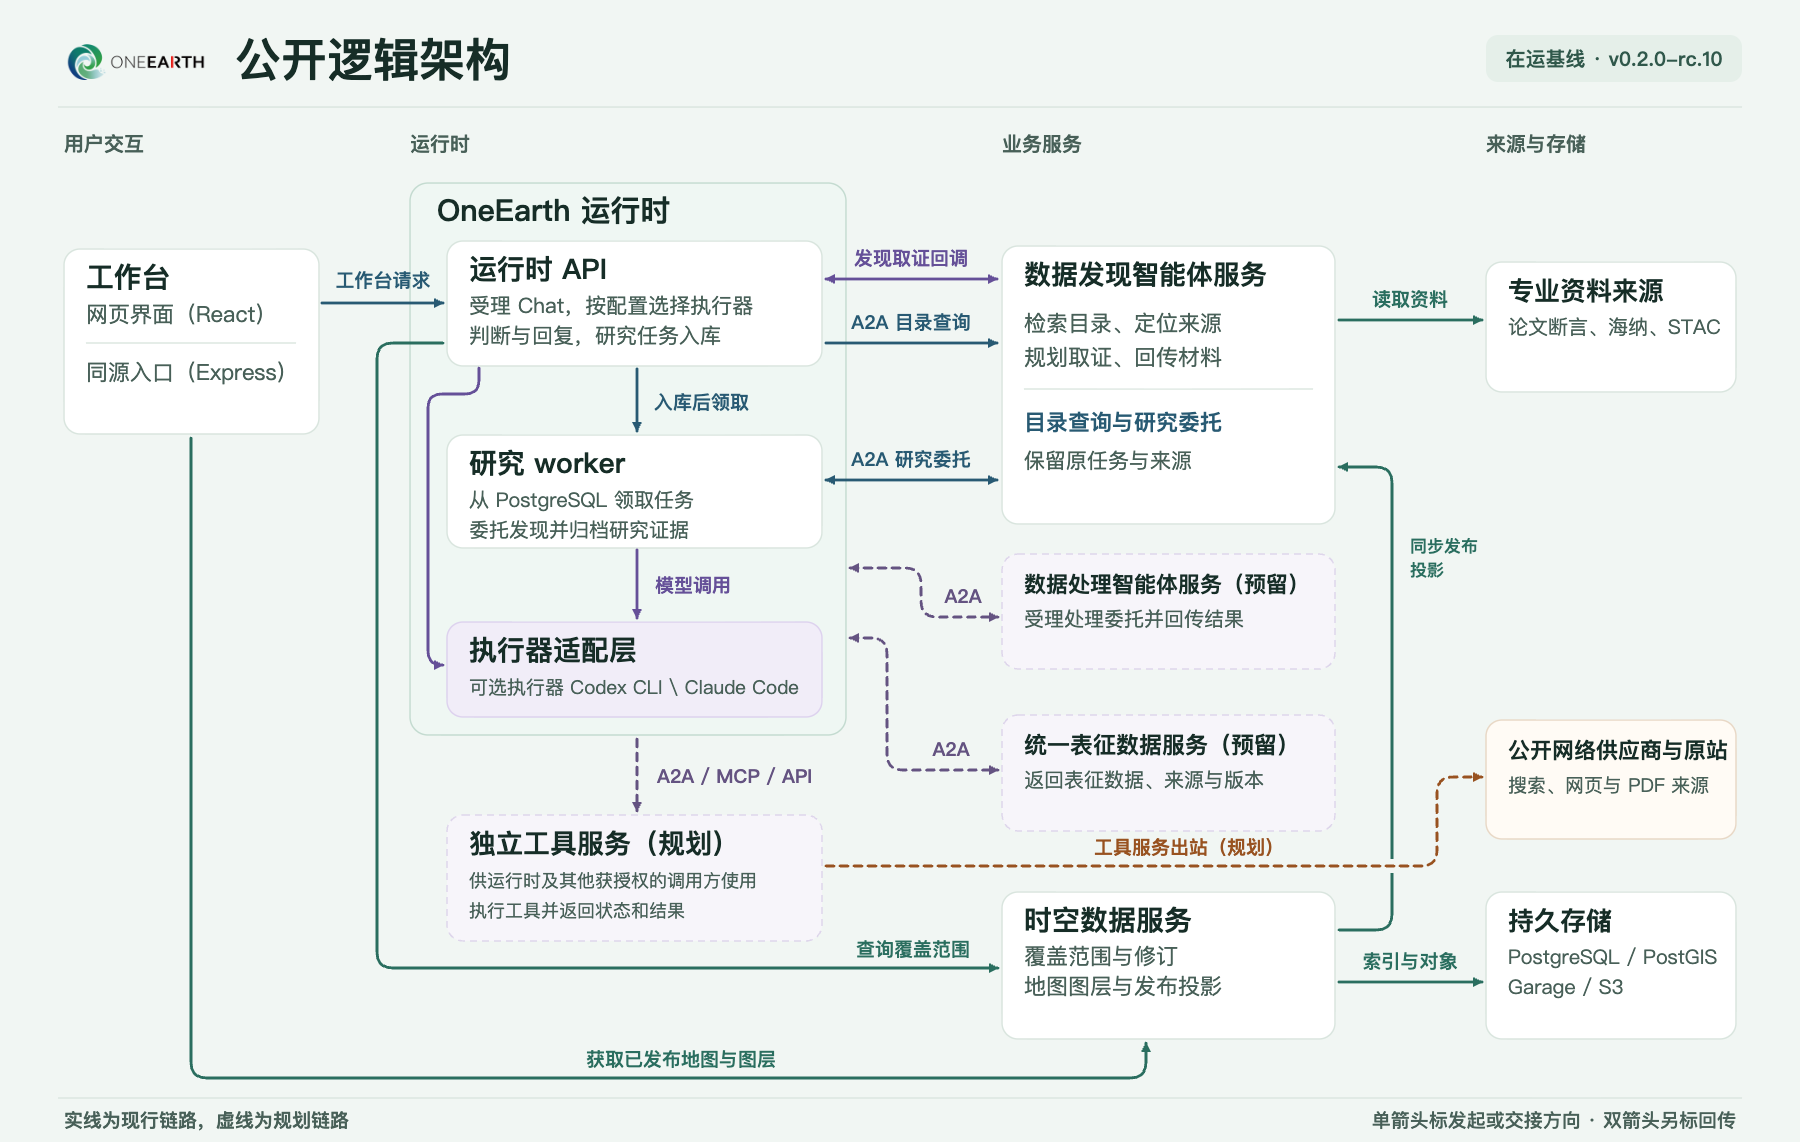 ONEEARTH
公开逻辑架构
在运基线 · v0.2.0-rc.10
用户交互
运行时
业务服务
来源与存储
工作台
网页界面（React）
同源入口（Express）
工作台请求
OneEarth 运行时
运行时 API
受理 Chat，按配置选择执行器
判断与回复，研究任务入库
入库后领取
研究 worker
从 PostgreSQL 领取任务
委托发现并归档研究证据
模型调用
执行器适配层
可选执行器 Codex CLI \ Claude Code
A2A / MCP / API
独立工具服务（规划）
供运行时及其他获授权的调用方使用
执行工具并返回状态和结果
发现取证回调
A2A 目录查询
A2A 研究委托
A2A
A2A
数据发现智能体服务
检索目录、定位来源
规划取证、回传材料
目录查询与研究委托
保留原任务与来源
数据处理智能体服务（预留）
受理处理委托并回传结果
统一表征数据服务（预留）
返回表征数据、来源与版本
工具服务出站（规划）
查询覆盖范围
时空数据服务
覆盖范围与修订
地图图层与发布投影
获取已发布地图与图层
读取资料
专业资料来源
论文断言、海纳、STAC
同步发布
投影
公开网络供应商与原站
搜索、网页与 PDF 来源
索引与对象
持久存储
PostgreSQL / PostGIS
Garage / S3
实线为现行链路，虚线为规划链路
单箭头标发起或交接方向 · 双箭头另标回传